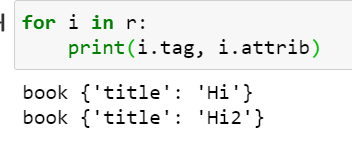 for i in r:
    print(i.tag, i.attrib)
book {'title': 'Hi'}
book {'title': 'Hi2'}